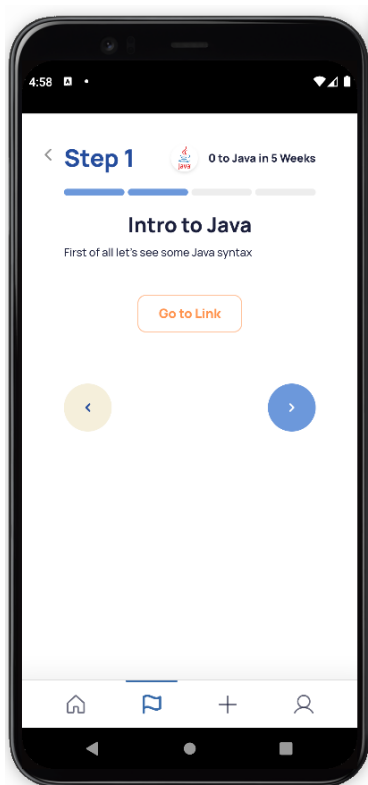 4:58
Step 1
Java
0 to Java in 5 Weeks
Intro to Java
First of all let's see some Java syntax
Go to Link